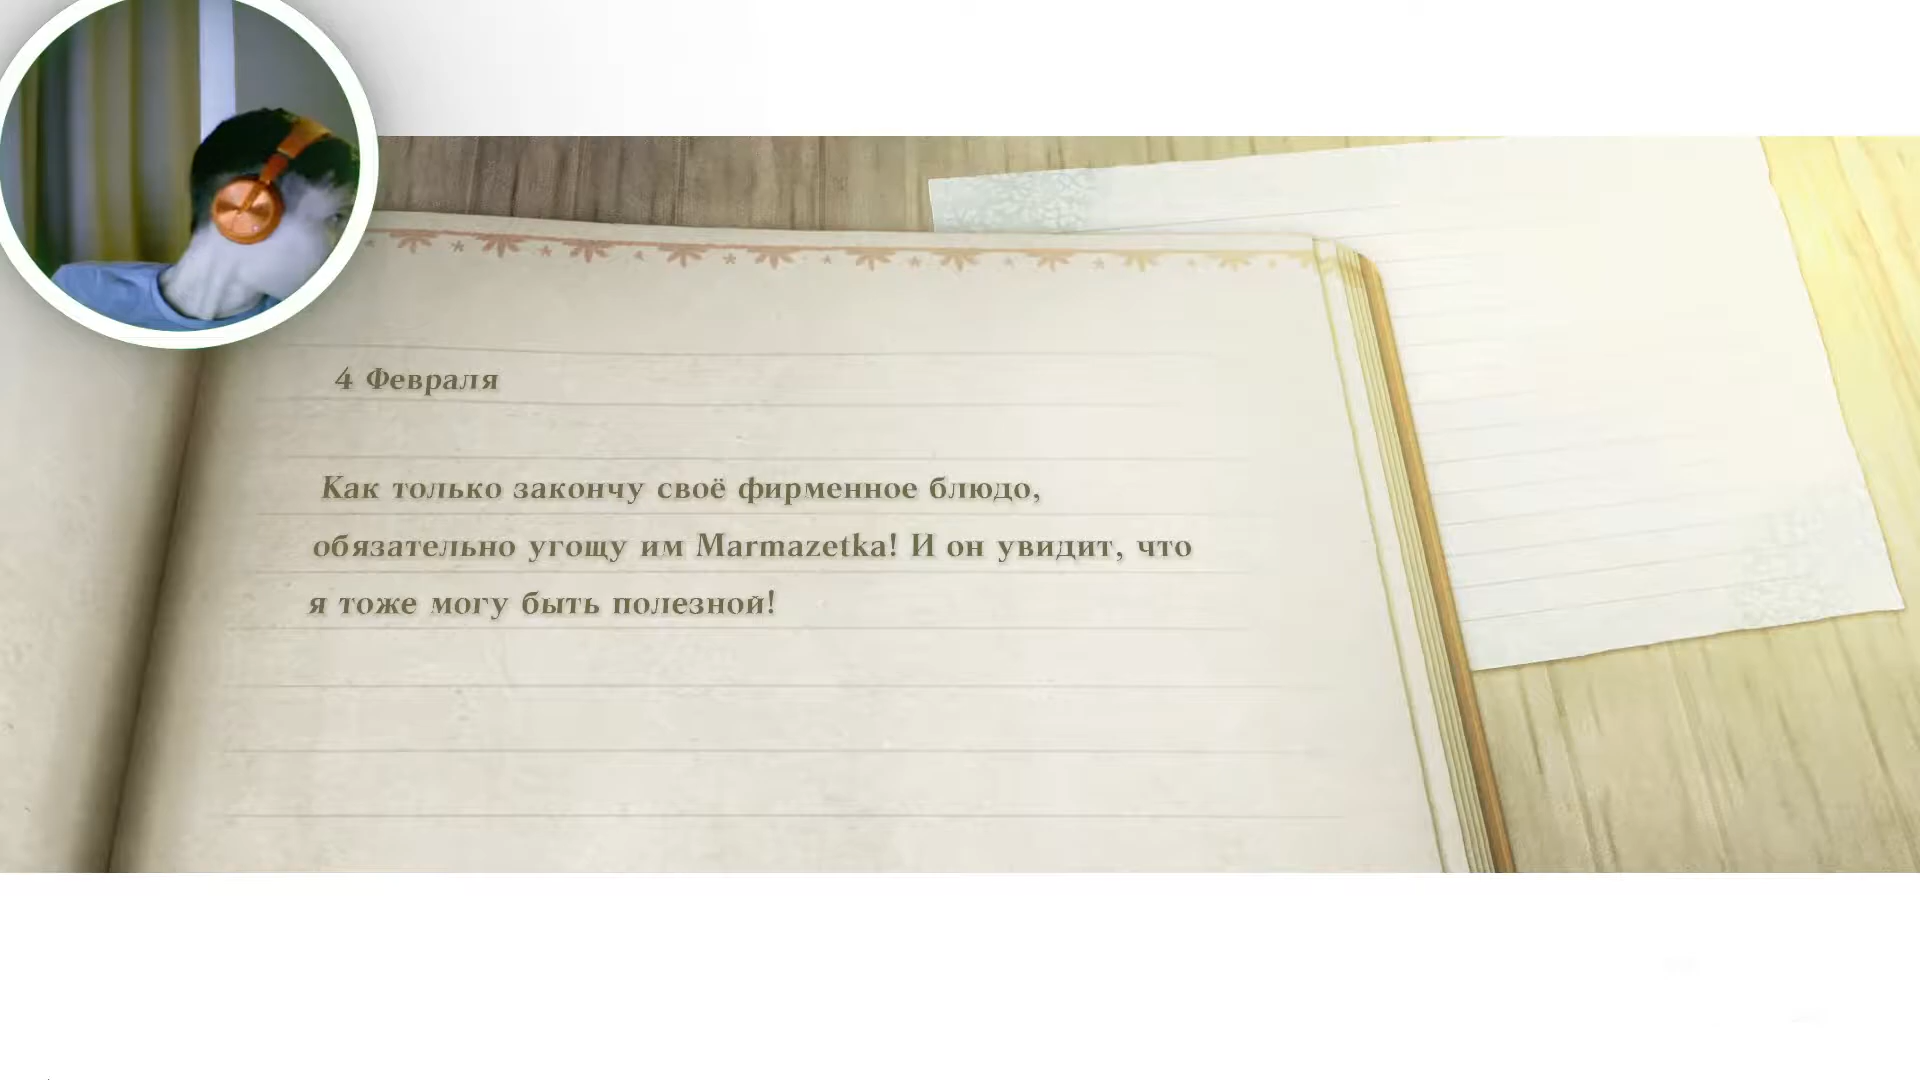 4 Февраля
Как только закончу своё фирменное блюдо,
обязательно угощу им Marmazetka! И он увидит, что
я тоже могу быть полезной!